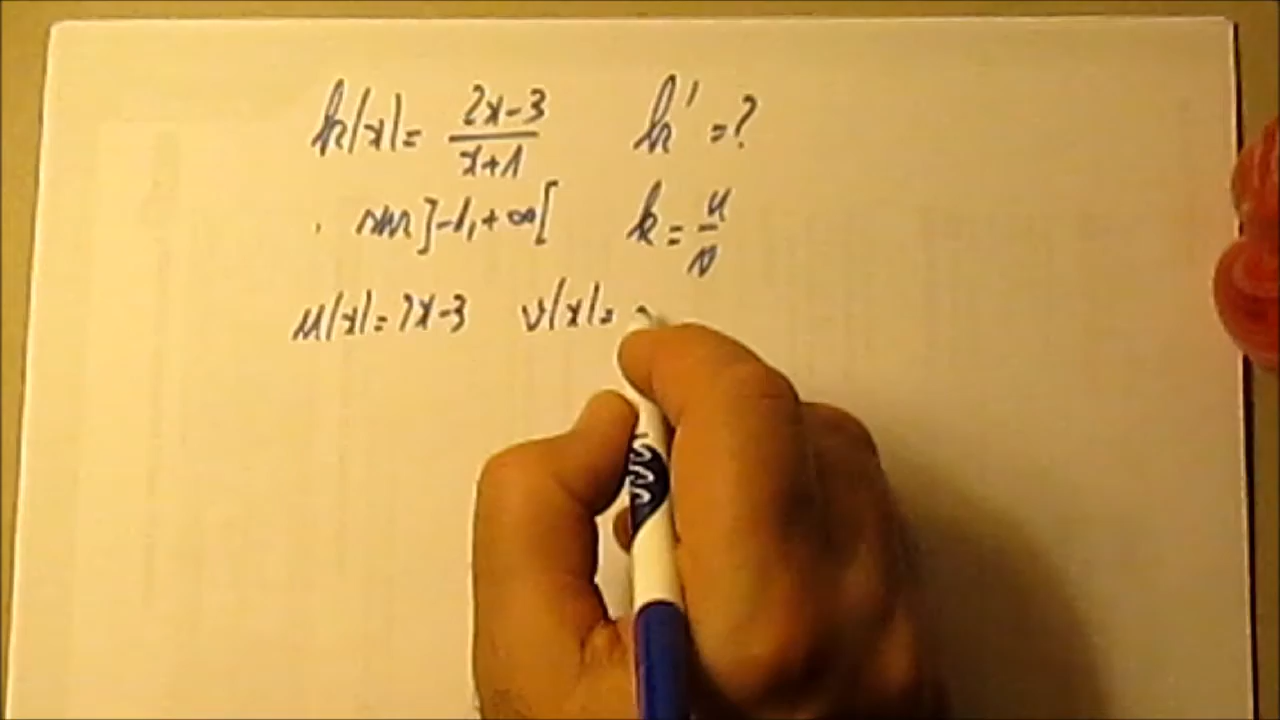 k(x)= 2x-3/x+1 k'=?
sur ]-1,+∞[ k= u/v
u(x)=2x-3 v(x)=